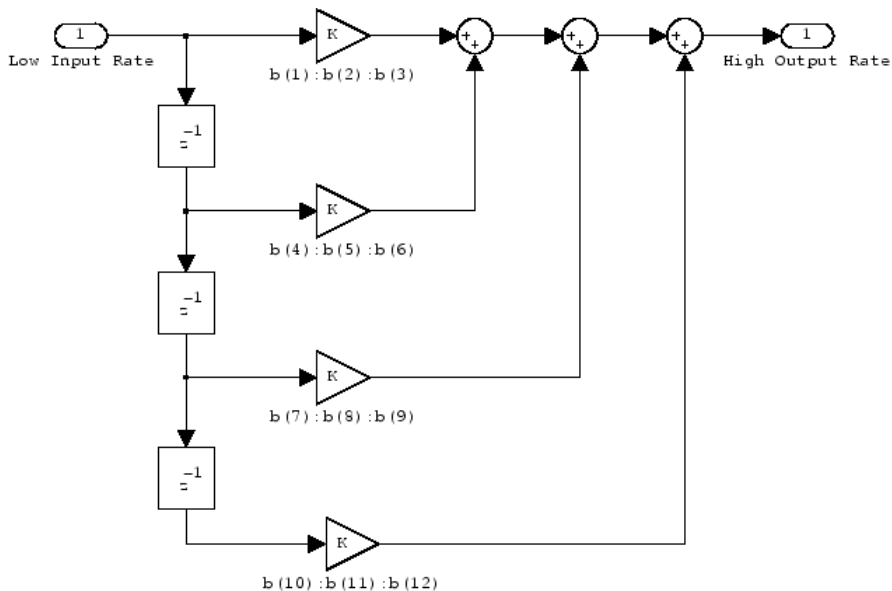 1
Low Input Rate
K
b(1):b(2):b(3)
+
+
+
+
+
+
1
High Output Rate
z-1
K
b(4):b(5):b(6)
z-1
K
b(7):b(8):b(9)
z-1
K
b(10):b(11):b(12)